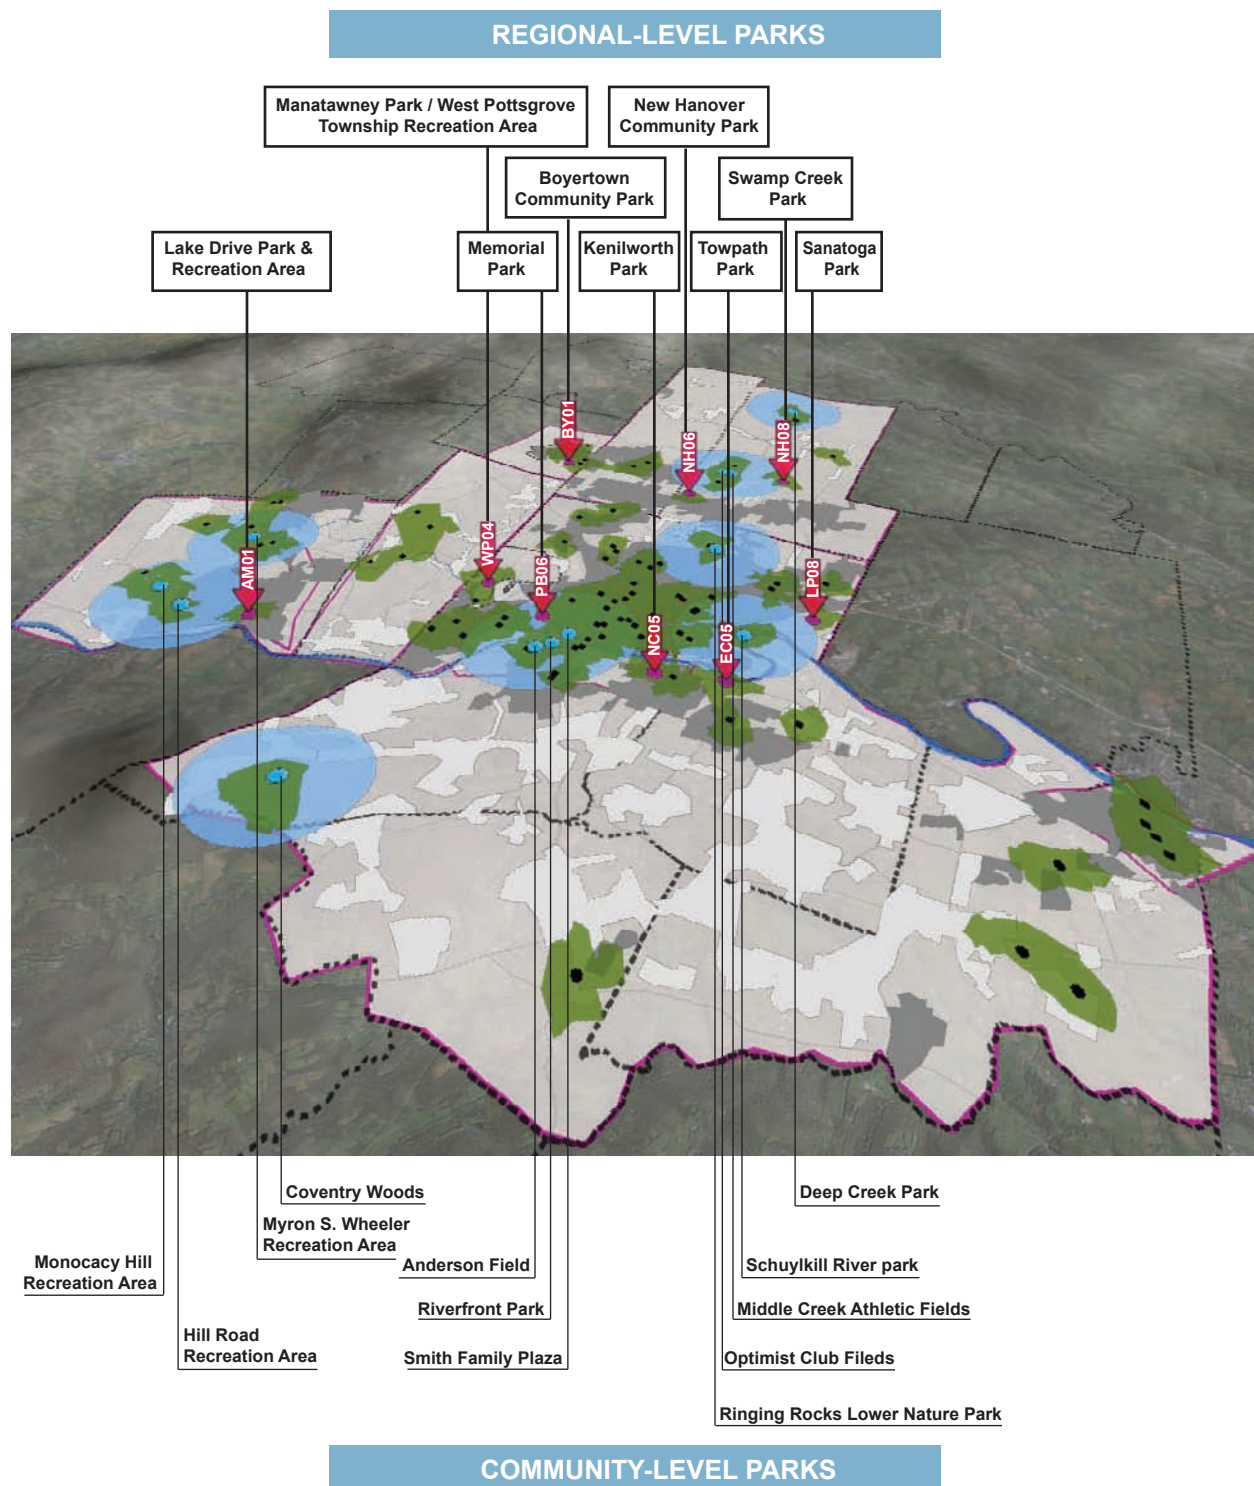 REGIONAL-LEVEL PARKS
Manatawney Park / West Pottsgrove
Township Recreation Area
New Hanover
Community Park
Boyertown
Community Park
Swamp Creek
Park
Lake Drive Park &
Recreation Area
Memorial
Park
Kenilworth
Park
Towpath
Park
Sanatoga
Park
BY01
NH06
NH08
WP04
AM01
PB06
LP08
NC05
EC05
Coventry Woods
Deep Creek Park
Myron S. Wheeler
Recreation Area
Monocacy Hill
Recreation Area
Anderson Field
Schuylkill River park
Riverfront Park
Middle Creek Athletic Fields
Hill Road
Recreation Area
Smith Family Plaza
Optimist Club Fileds
Ringing Rocks Lower Nature Park
COMMUNITY-LEVEL PARKS